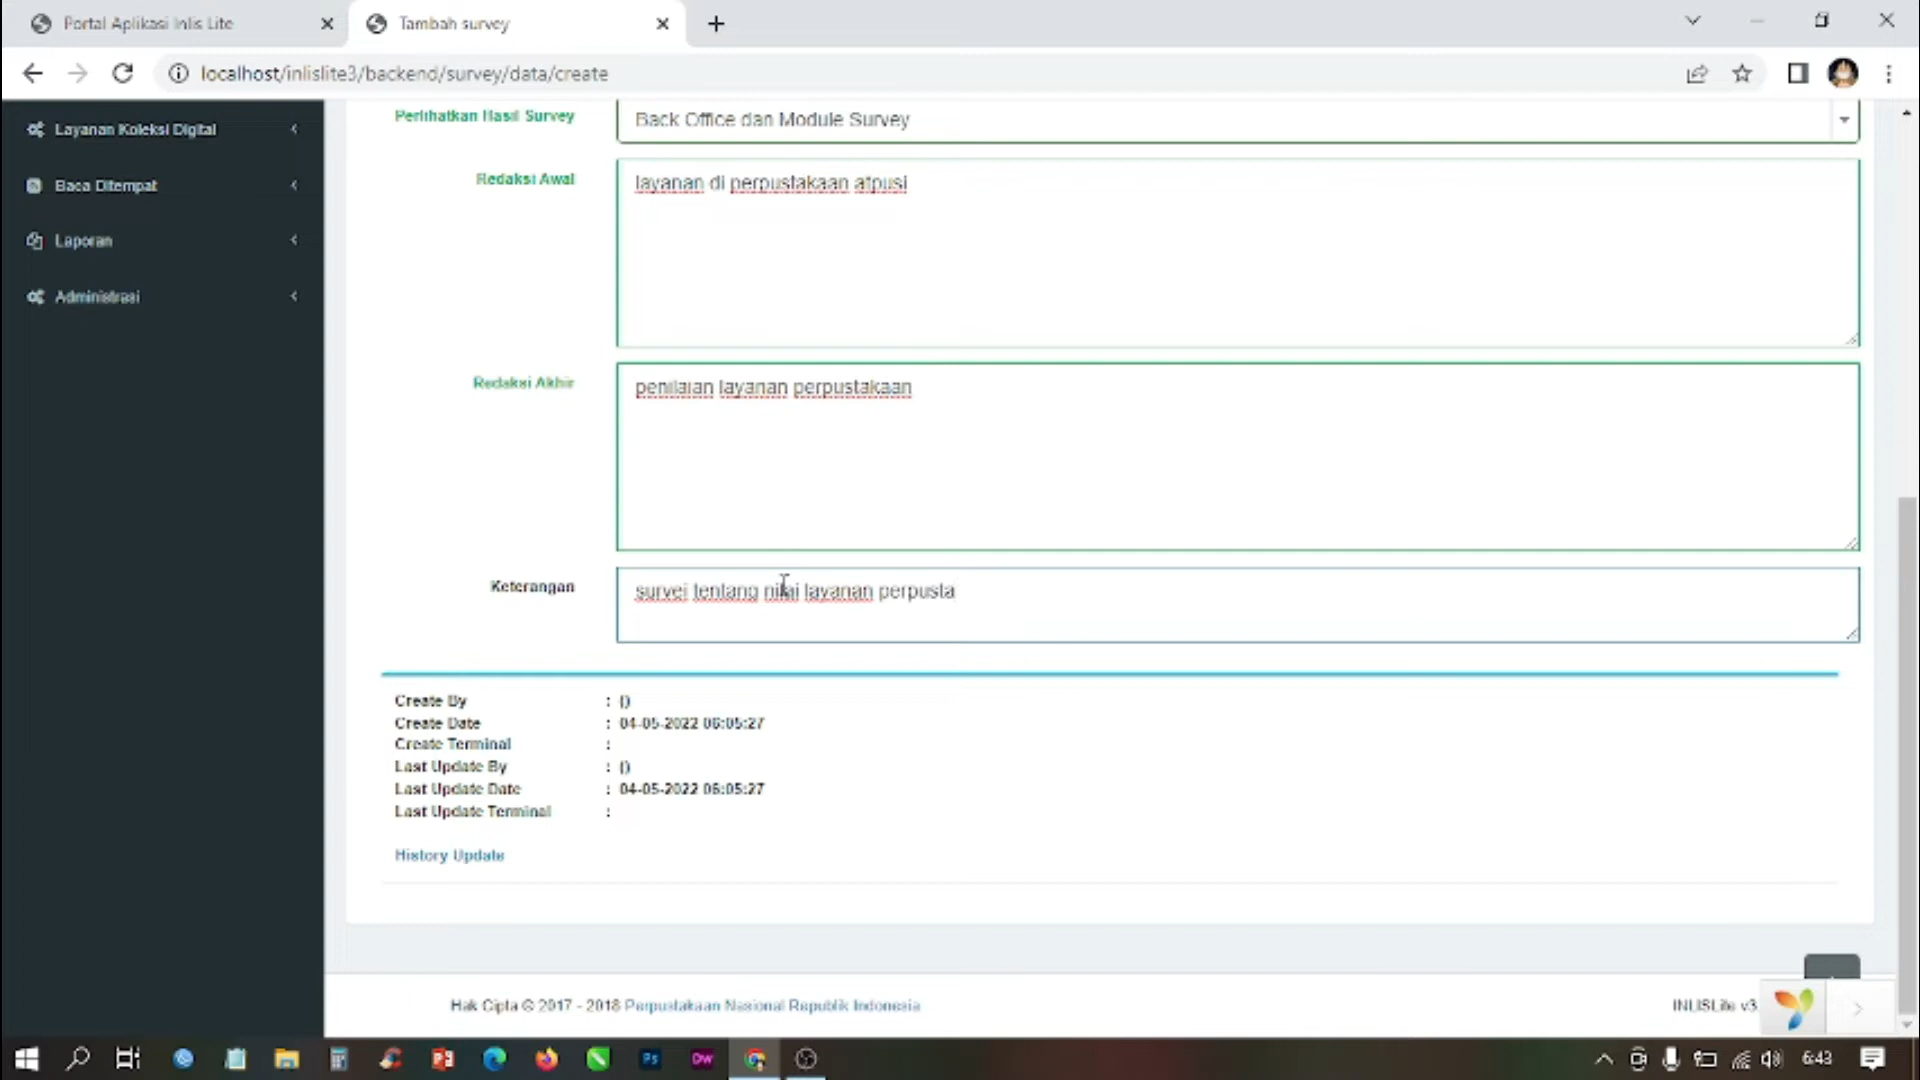 Portal Aplikasi Inlis Lite
Tambah survey
localhost/inlislite3/backend/survey/data/create
Layanan Koleksi Digital
Baca Ditempat
Laporan
Administrasi
Perlihatkan Hasil Survey
Back Office dan Module Survey
Redaksi Awal
layanan di perpustakaan atpusi
Redaksi Akhir
penilaian layanan perpustakaan
Keterangan
survei tentang nilai layanan perpusta
Create By : ()
Create Date : 04-05-2022 06:05:27
Create Terminal :
Last Update By : ()
Last Update Date : 04-05-2022 06:05:27
Last Update Terminal :
History Update
Hak Cipta © 2017 - 2018 Perpustakaan Nasional Republik Indonesia
INLISLite v3
Ps
Dw
6:43